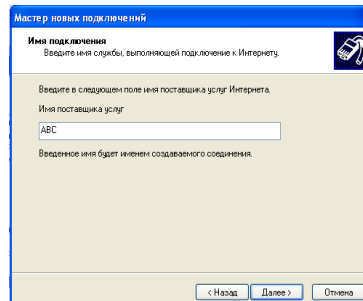 Мастер новых подключений
Имя подключения
Введите имя службы, выполняющей подключение к Интернету.
Введите в следующем поле имя поставщика услуг Интернета.
Имя поставщика услуг
ABC
Введенное имя будет именем создаваемого соединения.
< Назад Далее > Отмена